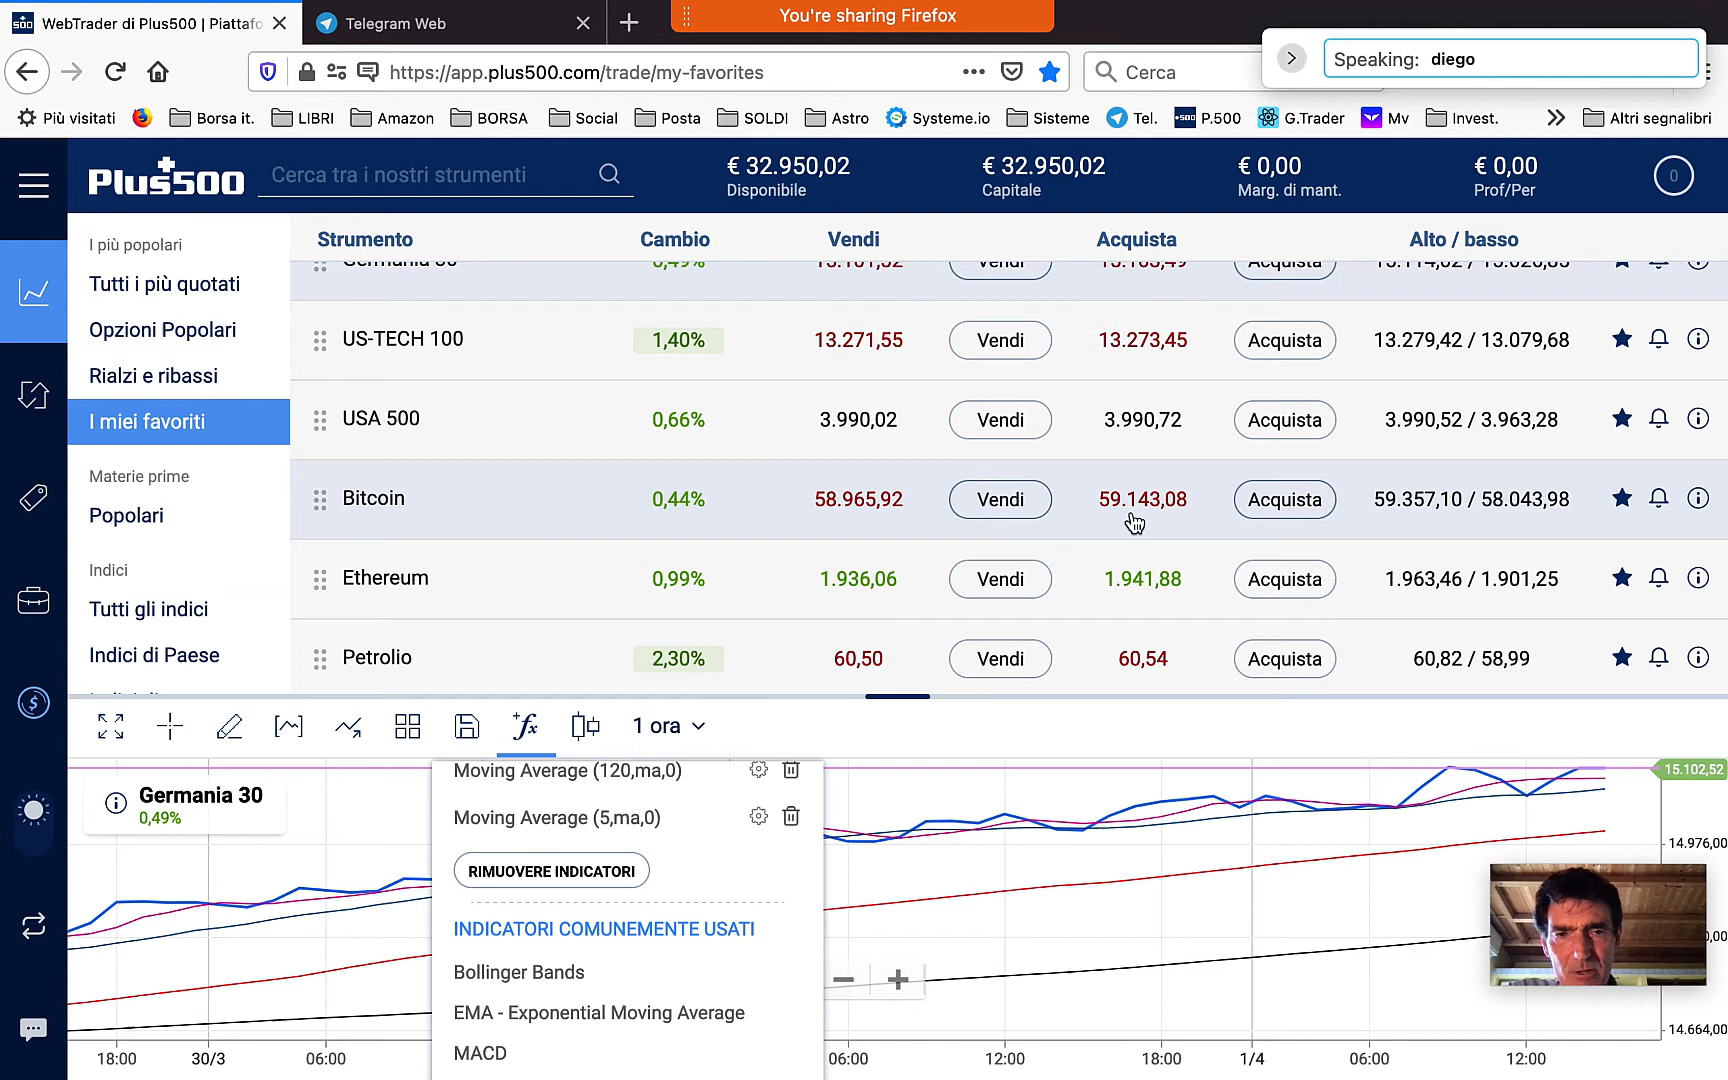 WebTrader di Plus500 | Piattafo
Telegram Web
You're sharing Firefox
Speaking: diego
https://app.plus500.com/trade/my-favorites
Cerca
Più visitati
Borsa it.
LIBRI
Amazon
BORSA
Social
Posta
SOLDI
Astro
Systeme.io
Sisteme
Tel.
P.500
G.Trader
Mv
Invest.
Altri segnalibri
Plus500
Cerca tra i nostri strumenti
€ 32.950,02
Disponibile
€ 32.950,02
Capitale
€ 0,00
Marg. di mant.
€ 0,00
Prof/Per
0
I più popolari
Tutti i più quotati
Opzioni Popolari
Rialzi e ribassi
I miei favoriti
Materie prime
Popolari
Indici
Tutti gli indici
Indici di Paese
Strumento Cambio Vendi Acquista Alto / basso
US-TECH 100 1,40% 13.271,55 Vendi 13.273,45 Acquista 13.279,42 / 13.079,68
USA 500 0,66% 3.990,02 Vendi 3.990,72 Acquista 3.990,52 / 3.963,28
Bitcoin 0,44% 58.965,92 Vendi 59.143,08 Acquista 59.357,10 / 58.043,98
Ethereum 0,99% 1.936,06 Vendi 1.941,88 Acquista 1.963,46 / 1.901,25
Petrolio 2,30% 60,50 Vendi 60,54 Acquista 60,82 / 58,99
1 ora
Germania 30
0,49%
Moving Average (120,ma,0)
Moving Average (5,ma,0)
RIMUOVERE INDICATORI
INDICATORI COMUNEMENTE USATI
Bollinger Bands
EMA - Exponential Moving Average
MACD
15.102,52
14.976,00
14.664,00
18:00 30/3 06:00 06:00 12:00 18:00 1/4 06:00 12:00